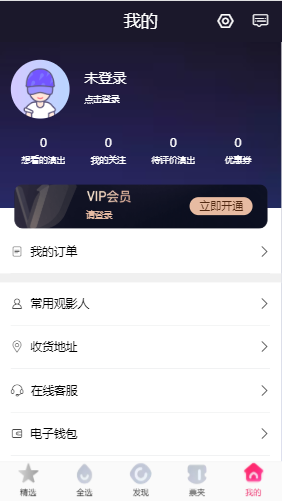 我的
未登录
点击登录
0 0 0 0
想看的演出 我的关注 待评价演出 优惠券
VIP会员
请登录
立即开通
我的订单
常用观影人
收货地址
在线客服
电子钱包
精选 全选 发现 票夹 我的